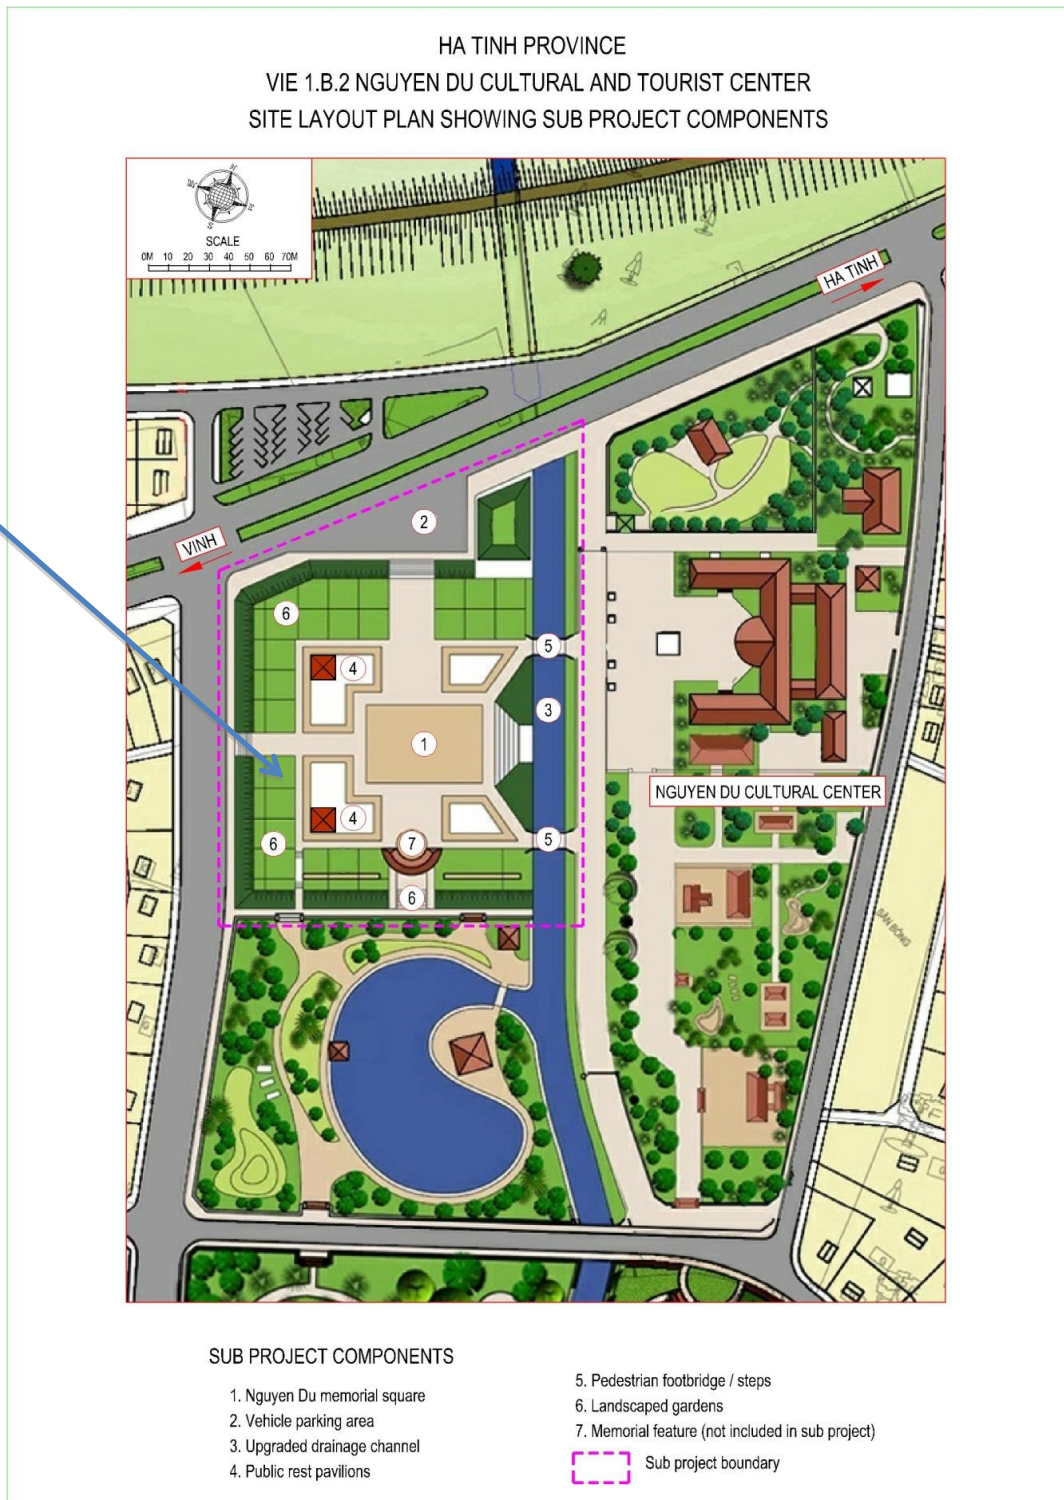 HA TINH PROVINCE
VIE 1.B.2 NGUYEN DU CULTURAL AND TOURIST CENTER
SITE LAYOUT PLAN SHOWING SUB PROJECT COMPONENTS
S
SCALE
0M 10 20 30 40 50 60 70M
HA TINH
VINH
2
6
5
4
3
1
NGUYEN DU CULTURAL CENTER
4
5
6
7
6
SÂN BÓNG
SUB PROJECT COMPONENTS
1. Nguyen Du memorial square
2. Vehicle parking area
3. Upgraded drainage channel
4. Public rest pavilions
5. Pedestrian footbridge / steps
6. Landscaped gardens
7. Memorial feature (not included in sub project)
Sub project boundary